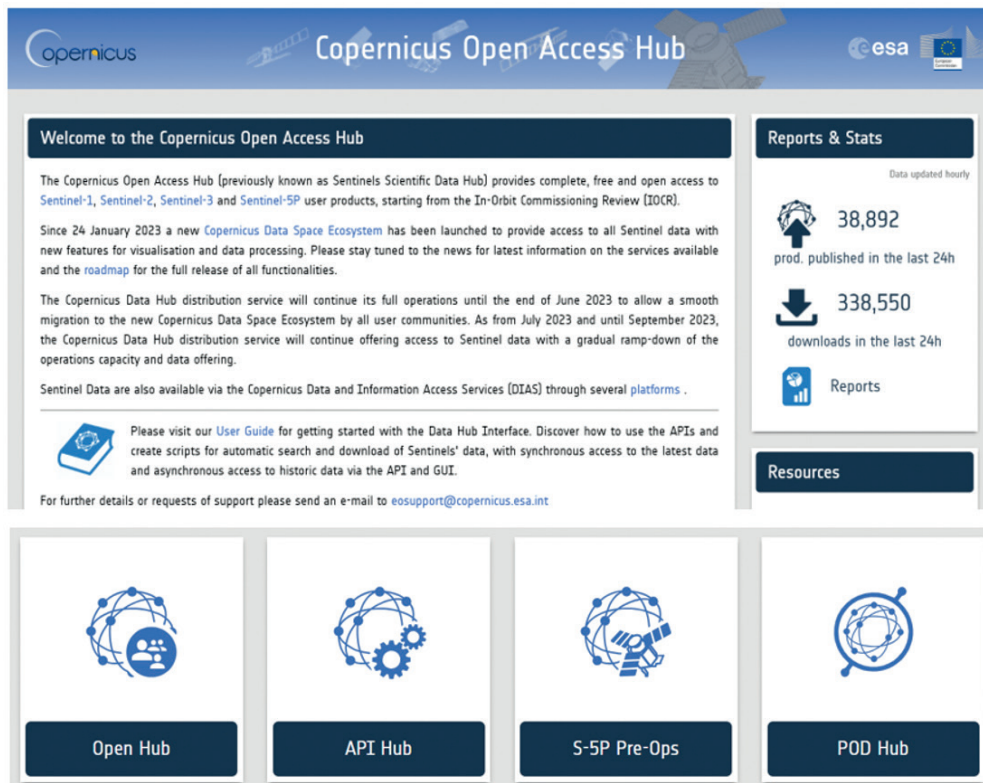 opernicus
Copernicus Open Access Hub
esa
European
Commission
Welcome to the Copernicus Open Access Hub
The Copernicus Open Access Hub (previously known as Sentinels Scientific Data Hub) provides complete, free and open access to
Sentinel-1, Sentinel-2, Sentinel-3 and Sentinel-5P user products, starting from the In-Orbit Commissioning Review (IOCR).
Since 24 January 2023 a new Copernicus Data Space Ecosystem has been launched to provide access to all Sentinel data with
new features for visualisation and data processing. Please stay tuned to the news for latest information on the services available
and the roadmap for the full release of all functionalities.
The Copernicus Data Hub distribution service will continue its full operations until the end of June 2023 to allow a smooth
migration to the new Copernicus Data Space Ecosystem by all user communities. As from July 2023 and until September 2023,
the Copernicus Data Hub distribution service will continue offering access to Sentinel data with a gradual ramp-down of the
operations capacity and data offering.
Sentinel Data are also available via the Copernicus Data and Information Access Services (DIAS) through several platforms .
Please visit our User Guide for getting started with the Data Hub Interface. Discover how to use the APIs and
create scripts for automatic search and download of Sentinels' data, with synchronous access to the latest data
and asynchronous access to historic data via the API and GUI.
For further details or requests of support please send an e-mail to eosupport@copernicus.esa.int
Reports & Stats
Data updated hourly
38,892
prod. published in the last 24h
338,550
downloads in the last 24h
Reports
Resources
Open Hub
API Hub
S-5P Pre-Ops
POD Hub